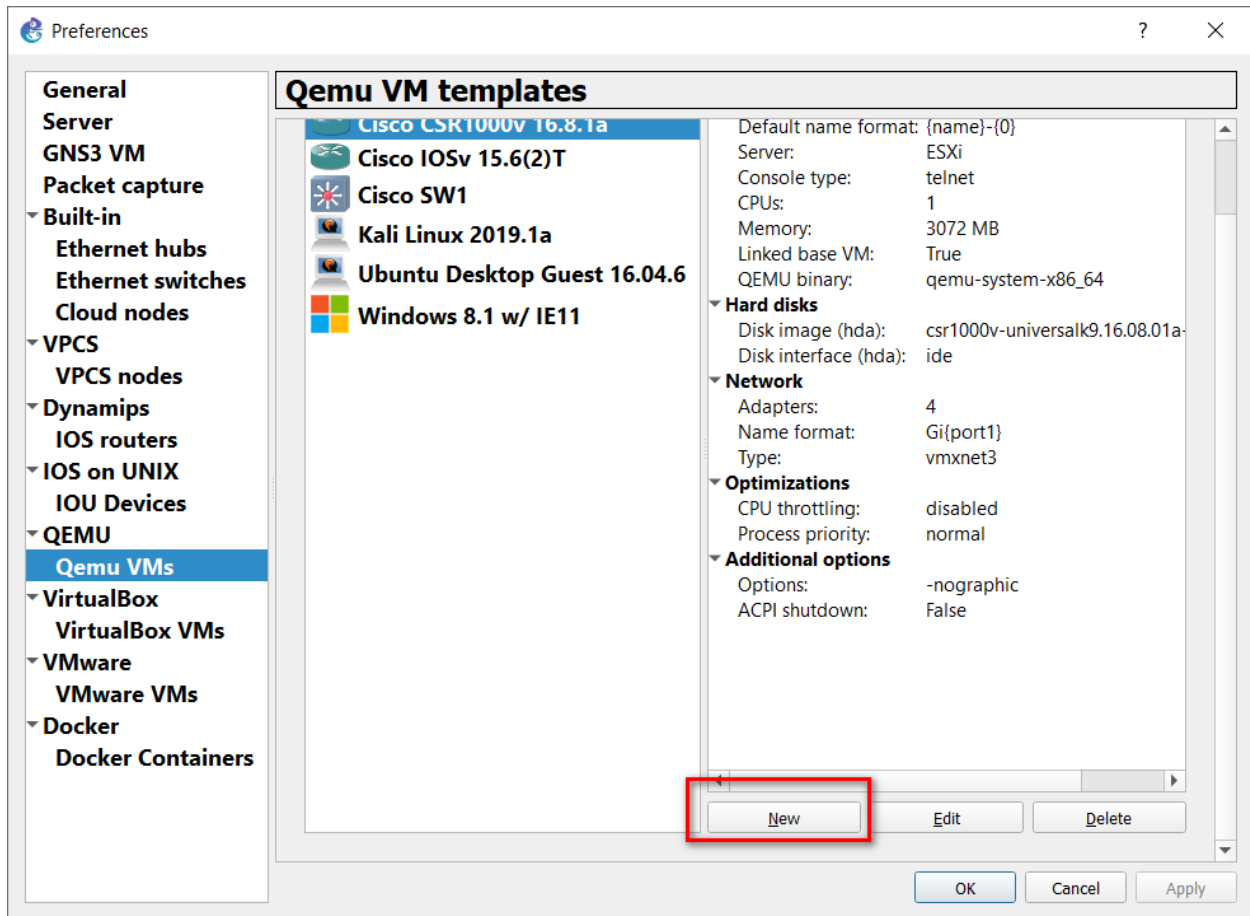 Preferences
General
Server
GNS3 VM
Packet capture
Built-in
Ethernet hubs
Ethernet switches
Cloud nodes
VPCS
VPCS nodes
Dynamips
IOS routers
IOS on UNIX
IOU Devices
QEMU
Qemu VMs
VirtualBox
VirtualBox VMs
VMware
VMware VMs
Docker
Docker Containers
Qemu VM templates
Cisco CSR1000v 16.8.1a
Cisco IOSv 15.6(2)T
Cisco SW1
Kali Linux 2019.1a
Ubuntu Desktop Guest 16.04.6
Windows 8.1 w/ IE11
Default name format: {name}-{0}
Server: ESXi
Console type: telnet
CPUs: 1
Memory: 3072 MB
Linked base VM: True
QEMU binary: qemu-system-x86_64
Hard disks
Disk image (hda): csr1000v-universalk9.16.08.01a-
Disk interface (hda): ide
Network
Adapters: 4
Name format: Gi{port1}
Type: vmxnet3
Optimizations
CPU throttling: disabled
Process priority: normal
Additional options
Options: -nographic
ACPI shutdown: False
New Edit Delete
OK Cancel Apply